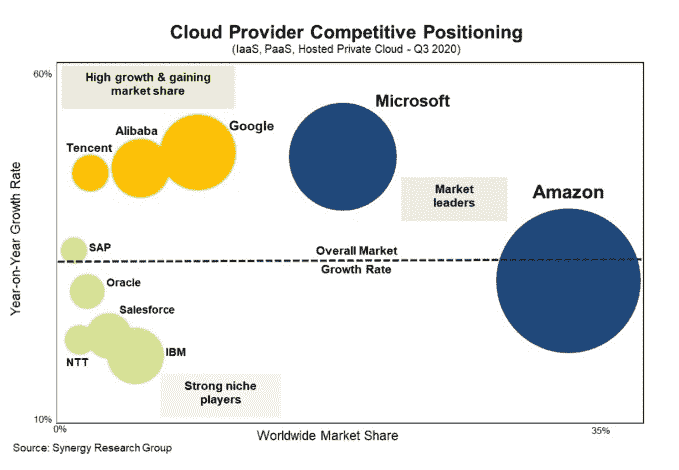 Cloud Provider Competitive Positioning
(IaaS, PaaS, Hosted Private Cloud - Q3 2020)
60%
High growth & gaining
market share
Microsoft
Google
Alibaba
Tencent
Market
leaders
Amazon
Year-on-Year Growth Rate
SAP
Overall Market
Growth Rate
Oracle
Salesforce
IBM
NTT
Strong niche
players
10%
0%
35%
Worldwide Market Share
Source: Synergy Research Group